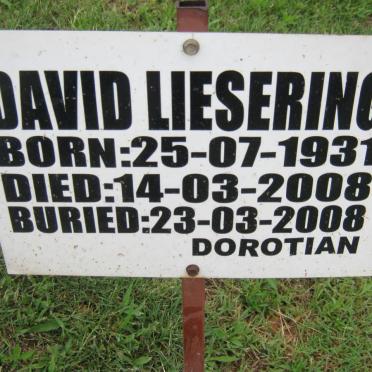 DAVID LIESERING
BORN:25-07-1931
DIED:14-03-2008
BURIED:23-03-2008
DOROTIAN